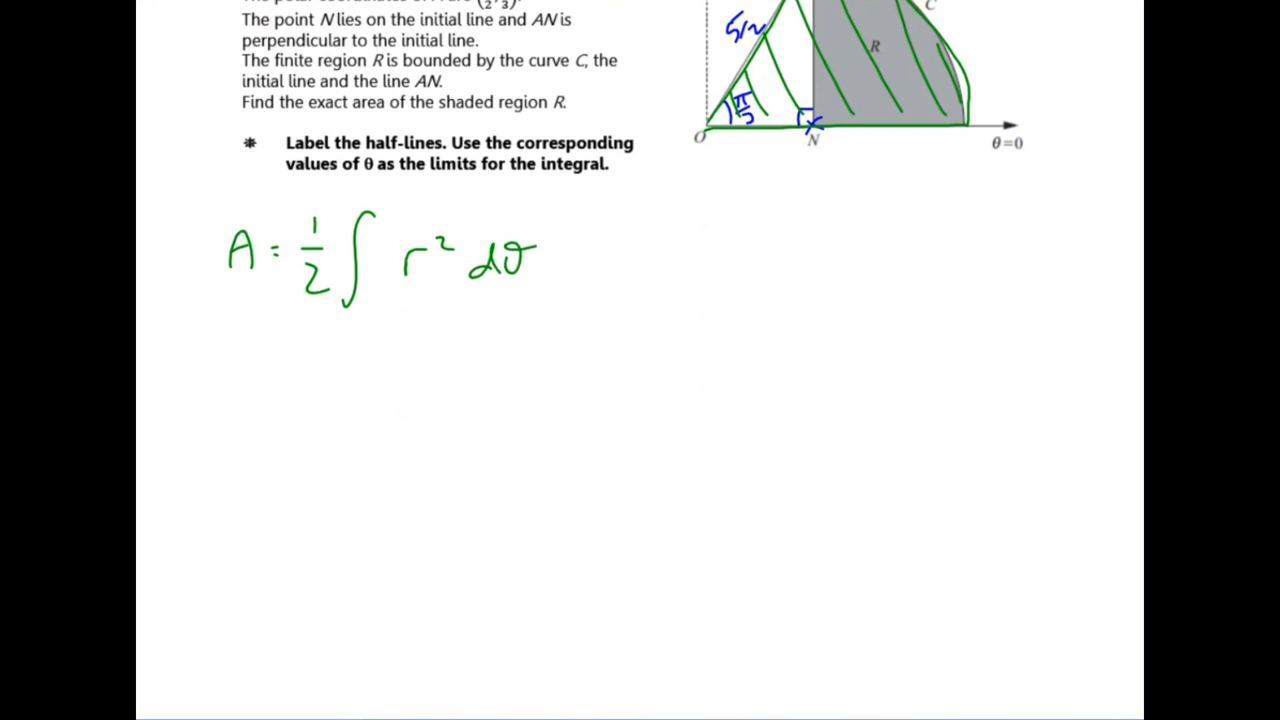 The point N lies on the initial line and AN is
perpendicular to the initial line.
The finite region R is bounded by the curve C, the
initial line and the line AN.
Find the exact area of the shaded region R.
* Label the half-lines. Use the corresponding
values of θ as the limits for the integral.
C
5/2
R
π/3
x
O
N
θ=0
A = 1/2 ∫ r² dθ